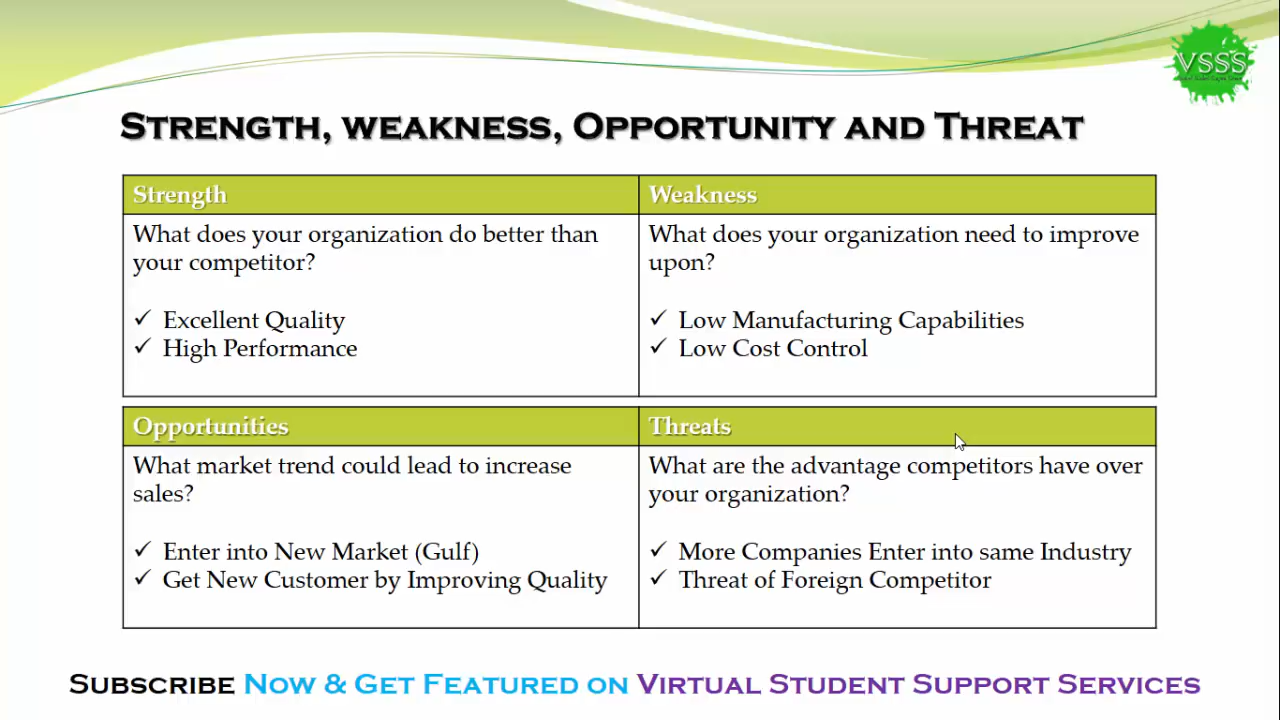 VSSS
STRENGTH, WEAKNESS, OPPORTUNITY AND THREAT
Strength
Weakness
What does your organization do better than
your competitor?
✓ Excellent Quality
✓ High Performance
What does your organization need to improve
upon?
✓ Low Manufacturing Capabilities
✓ Low Cost Control
Opportunities
Threats
What market trend could lead to increase
sales?
✓ Enter into New Market (Gulf)
✓ Get New Customer by Improving Quality
What are the advantage competitors have over
your organization?
✓ More Companies Enter into same Industry
✓ Threat of Foreign Competitor
SUBSCRIBE NOW & GET FEATURED ON VIRTUAL STUDENT SUPPORT SERVICES